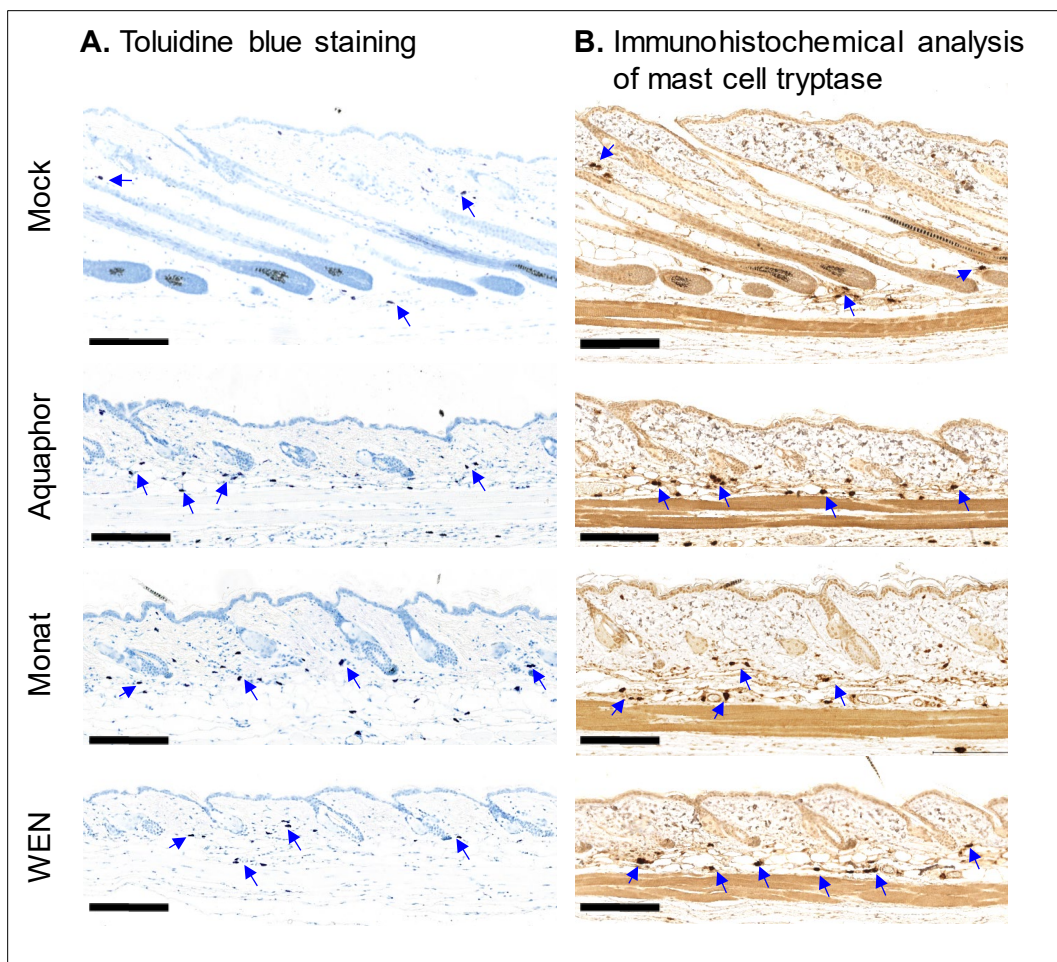 A. Toluidine blue staining
B. Immunohistochemical analysis
of mast cell tryptase
Mock
Aquaphor
Monat
WEN